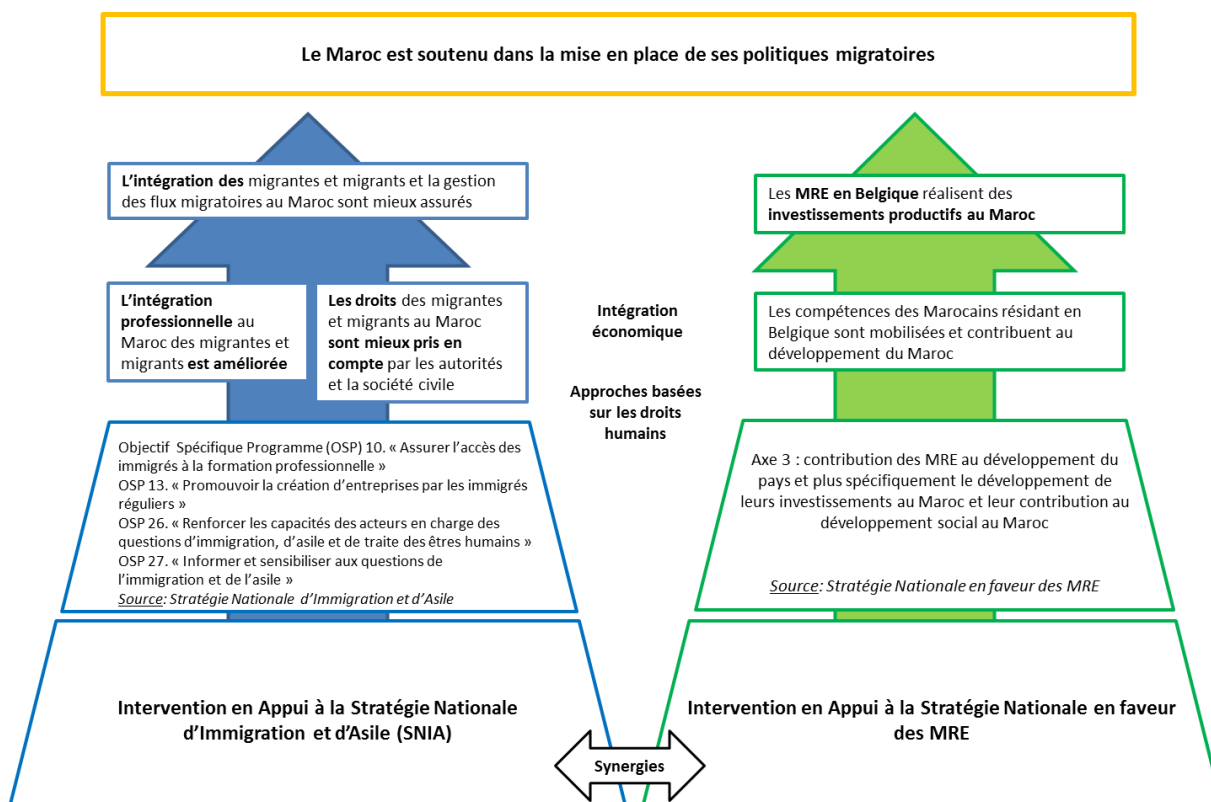 Le Maroc est soutenu dans la mise en place de ses politiques migratoires
L’intégration des migrantes et migrants et la gestion
des flux migratoires au Maroc sont mieux assurés
Les MRE en Belgique réalisent des
investissements productifs au Maroc
L’intégration
professionnelle au
Maroc des migrantes et
migrants est améliorée
Les droits des migrantes
et migrants au Maroc
sont mieux pris en
compte par les autorités
et la société civile
Intégration
économique
Approches basées
sur les droits
humains
Les compétences des Marocains résidant en
Belgique sont mobilisées et contribuent au
développement du Maroc
Objectif Spécifique Programme (OSP) 10. « Assurer l’accès des
immigrés à la formation professionnelle »
OSP 13. « Promouvoir la création d’entreprises par les immigrés
réguliers »
OSP 26. « Renforcer les capacités des acteurs en charge des
questions d’immigration, d’asile et de traite des êtres humains »
OSP 27. « Informer et sensibiliser aux questions de
l’immigration et de l’asile »
Source: Stratégie Nationale d’Immigration et d’Asile
Axe 3 : contribution des MRE au développement du
pays et plus spécifiquement le développement de
leurs investissements au Maroc et leur contribution au
développement social au Maroc
Source: Stratégie Nationale en faveur des MRE
Intervention en Appui à la Stratégie Nationale
d’Immigration et d’Asile (SNIA)
Intervention en Appui à la Stratégie Nationale en faveur
des MRE
Synergies